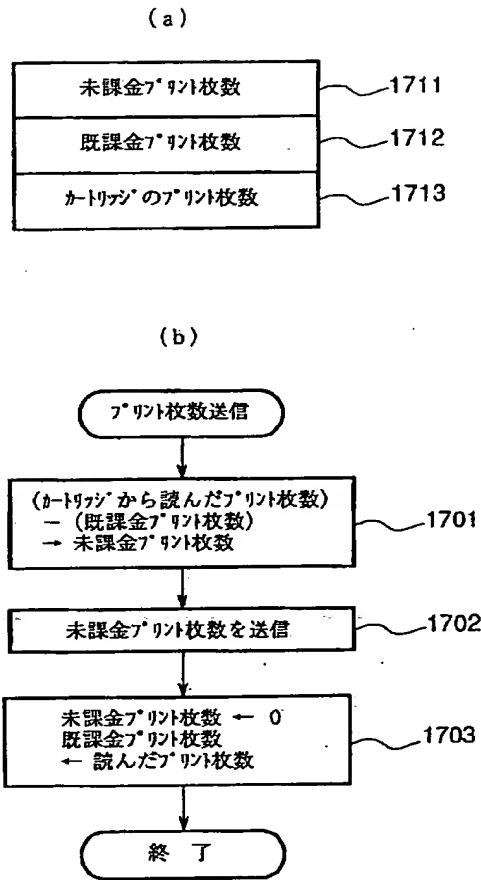 (a)
未課金プリント枚数 1711
既課金プリント枚数 1712
カートリッジのプリント枚数 1713
(b)
プリント枚数送信
(カートリッジから読んだプリント枚数)
− (既課金プリント枚数)
→ 未課金プリント枚数
1701
未課金プリント枚数を送信 1702
未課金プリント枚数 ← 0
既課金プリント枚数
← 読んだプリント枚数
1703
終 了